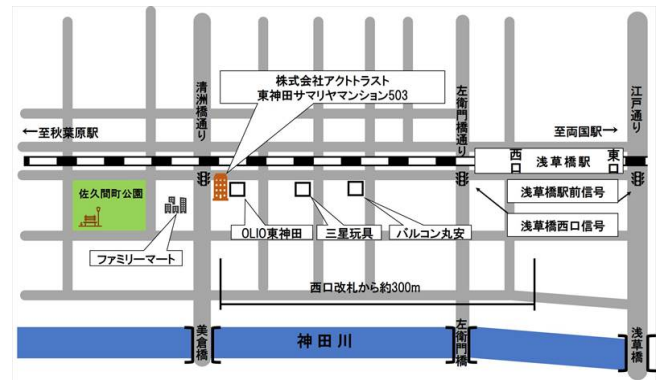 株式会社アクトトラスト
東神田サマリヤマンション503
清洲橋通り
左衛門橋通り
江戸通り
←至秋葉原駅
至両国駅→
西口
浅草橋駅
東口
佐久間町公園
浅草橋駅前信号
浅草橋西口信号
OLIO東神田
三星玩具
バルコン丸安
ファミリーマート
西口改札から約300m
美倉橋
神田川
左衛門橋
浅草橋